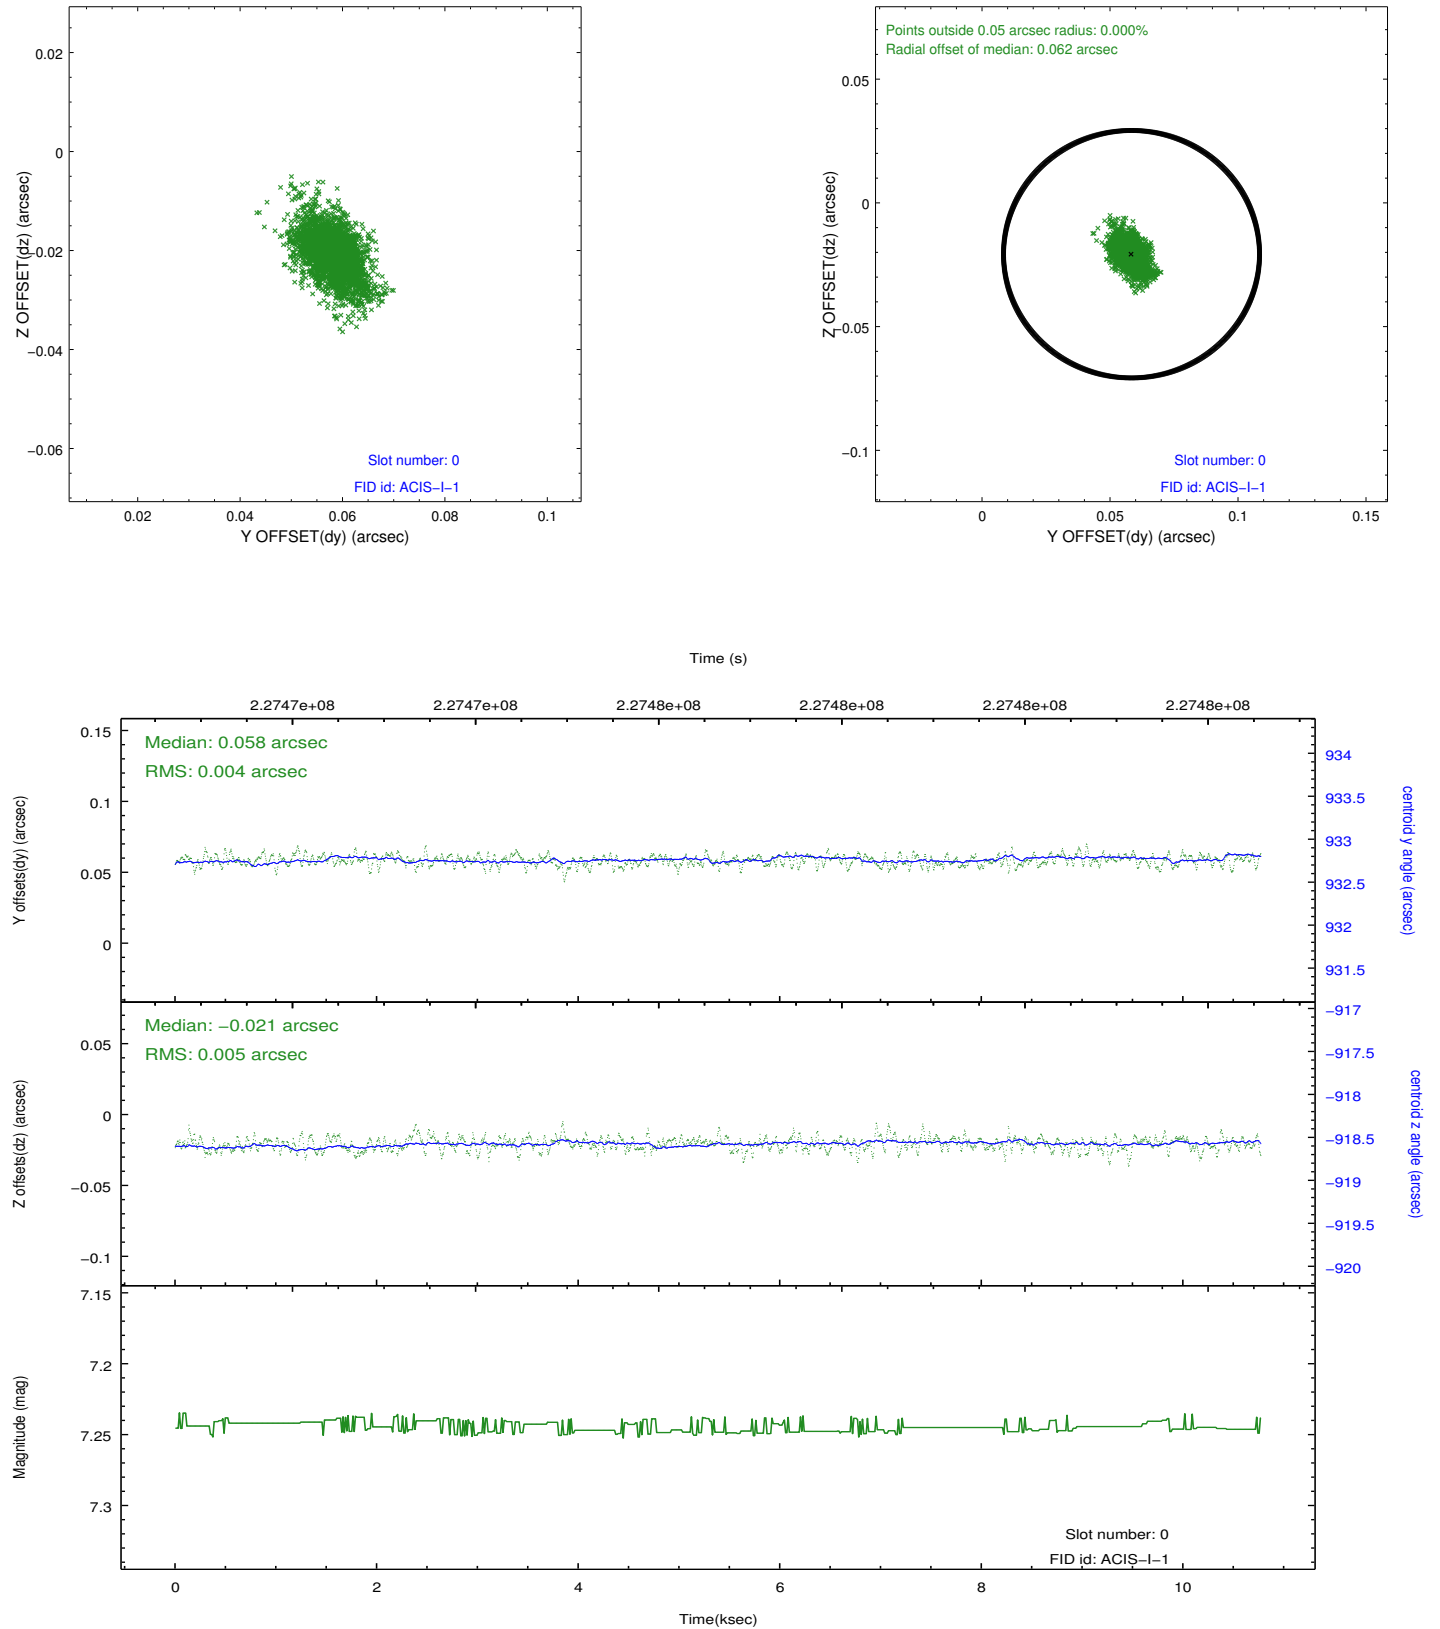 0.02
0
−0.02
−0.04
−0.06
Z OFFSET(dz) (arcsec)
Slot number: 0
FID id: ACIS−I−1
0.02 0.04 0.06 0.08 0.1
Y OFFSET(dy) (arcsec)
Points outside 0.05 arcsec radius: 0.000%
Radial offset of median: 0.062 arcsec
0.05
0
−0.05
−0.1
Z OFFSET(dz) (arcsec)
Slot number: 0
FID id: ACIS−I−1
0 0.05 0.1 0.15
Y OFFSET(dy) (arcsec)
Time (s)
2.2747e+08 2.2747e+08 2.2748e+08 2.2748e+08 2.2748e+08 2.2748e+08
Median: 0.058 arcsec
RMS: 0.004 arcsec
0.15
0.1
0.05
0
Y offsets(dy) (arcsec)
934
933.5
933
932.5
932
931.5
centroid y angle (arcsec)
Median: −0.021 arcsec
RMS: 0.005 arcsec
0.05
0
−0.05
−0.1
Z offsets(dz) (arcsec)
−917
−917.5
−918
−918.5
−919
−919.5
−920
centroid z angle (arcsec)
7.15
7.2
7.25
7.3
Magnitude (mag)
Slot number: 0
FID id: ACIS−I−1
0 2 4 6 8 10
Time(ksec)